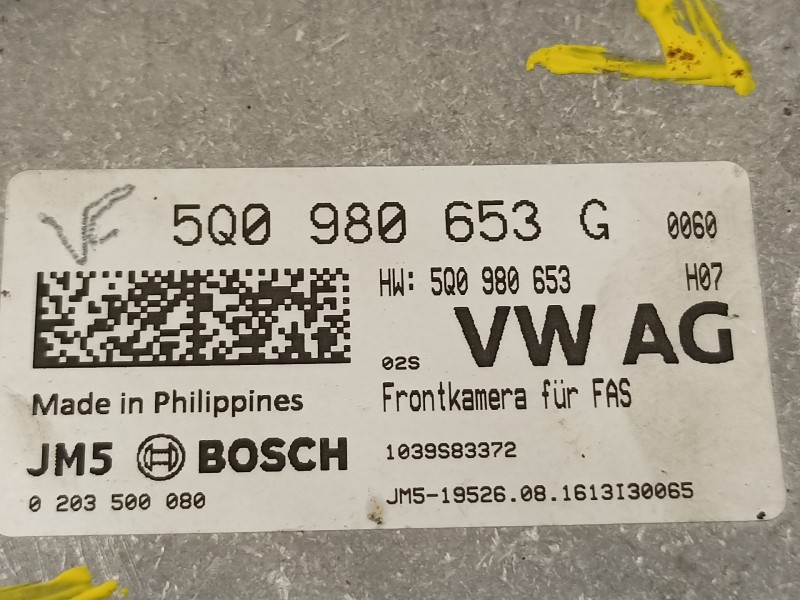 5Q0 980 653 G 0060
HW: 5Q0 980 653 H07
02S VW AG
Made in Philippines
Frontkamera für FAS
JM5 BOSCH
1039S83372
0 203 500 080
JM5-19526.08.1613I30065